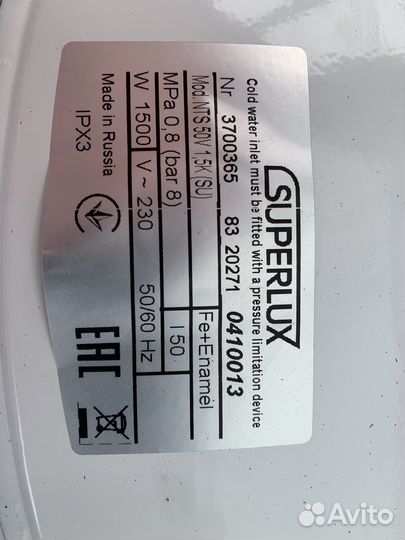 SUPERLUX
Cold water inlet must be fitted with a pressure limitation device
Nr 3700365 83 20271 0410013
Mod. NTS 50V 1,5K (SU) Fe+Enamel
MPa 0,8 (bar 8) l 50
W 1500 V~ 230 50/60 Hz
Made in Russia
IPX3
EAC
Avito